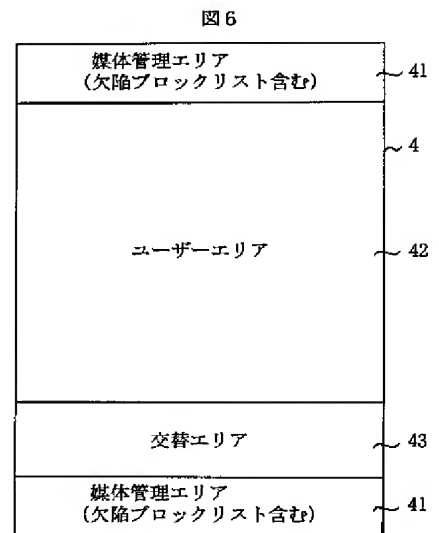 図6
媒体管理エリア
(欠陥ブロックリスト含む)
41
4
ユーザーエリア
42
交替エリア
43
媒体管理エリア
(欠陥ブロックリスト含む)
41